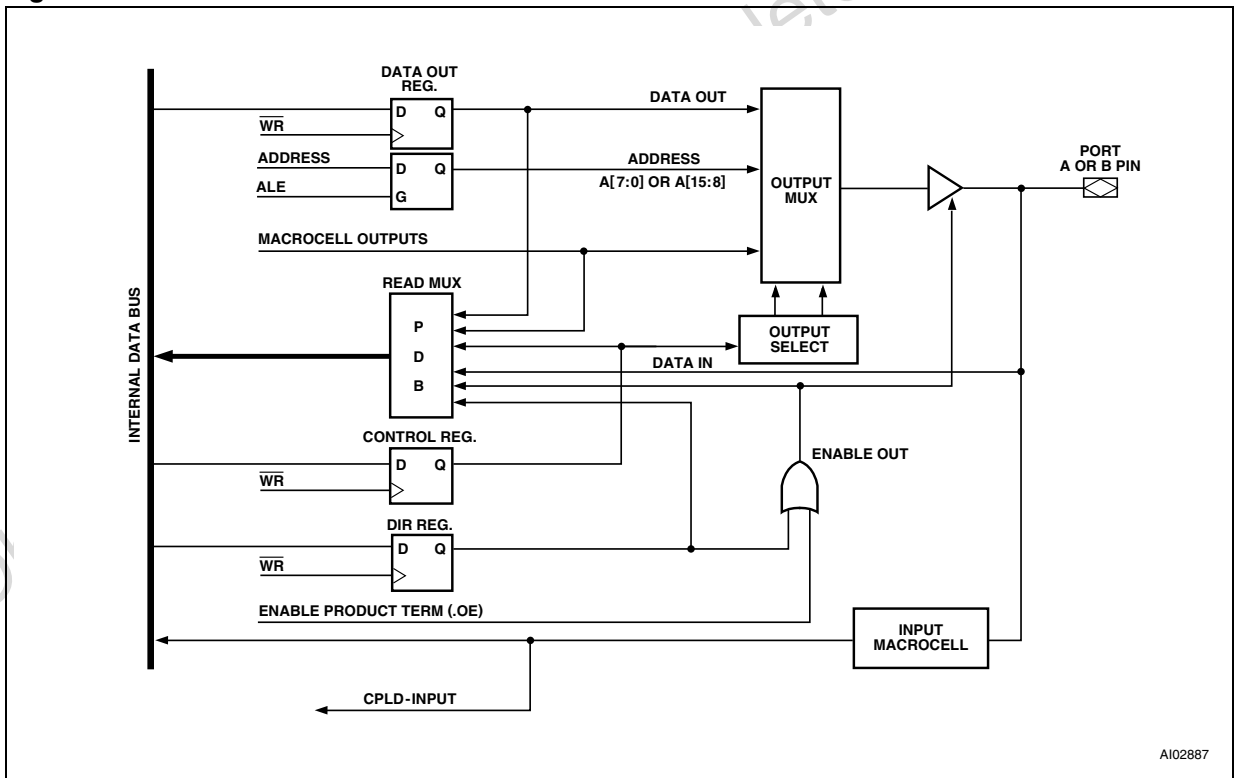 DATA OUT
REG.
D Q
WR
DATA OUT
ADDRESS
D Q
G
ALE
ADDRESS
A[7:0] OR A[15:8]
OUTPUT
MUX
PORT
A OR B PIN
MACROCELL OUTPUTS
READ MUX
P
D
B
OUTPUT
SELECT
DATA IN
INTERNAL DATA BUS
CONTROL REG.
D Q
WR
ENABLE OUT
DIR REG.
D Q
WR
ENABLE PRODUCT TERM (.OE)
INPUT
MACROCELL
CPLD-INPUT
AI02887